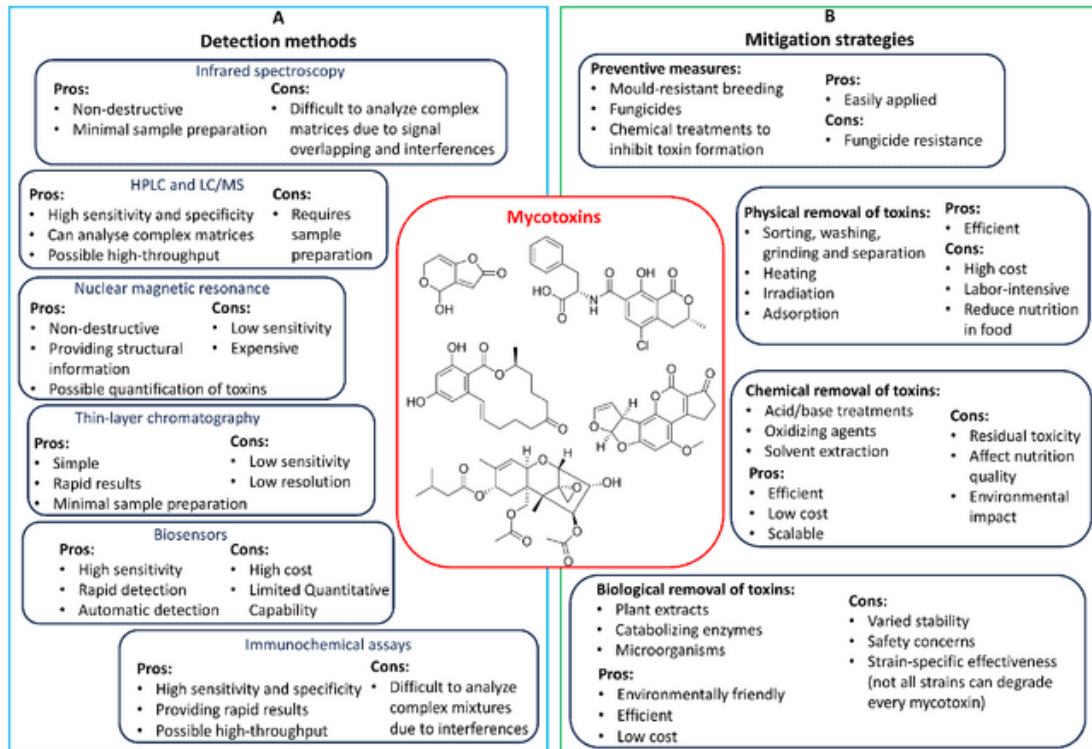 A
Detection methods
Infrared spectroscopy
Pros:
• Non-destructive
• Minimal sample preparation
Cons:
• Difficult to analyze complex
matrices due to signal
overlapping and interferences
HPLC and LC/MS
Pros:
• High sensitivity and specificity
• Can analyse complex matrices
• Possible high-throughput
Cons:
• Requires
sample
preparation
Nuclear magnetic resonance
Pros:
• Non-destructive
• Providing structural
information
• Possible quantification of toxins
Cons:
• Low sensitivity
• Expensive
Thin-layer chromatography
Pros:
• Simple
• Rapid results
• Minimal sample preparation
Cons:
• Low sensitivity
• Low resolution
Biosensors
Pros:
• High sensitivity
• Rapid detection
• Automatic detection
Cons:
• High cost
• Limited Quantitative
Capability
Immunochemical assays
Pros:
• High sensitivity and specificity
• Providing rapid results
• Possible high-throughput
Cons:
• Difficult to analyze
complex mixtures
due to interferences
Mycotoxins
O
O
O
OH
O
HO
N
H
O
OH
O
O
Cl
OH
O
O
HO
O
O
O
H
H
O
O
O
O
O
O
H
O
H
O
OH
O
O
O
O
B
Mitigation strategies
Preventive measures:
• Mould-resistant breeding
• Fungicides
• Chemical treatments to
inhibit toxin formation
Pros:
• Easily applied
Cons:
• Fungicide resistance
Physical removal of toxins:
• Sorting, washing,
grinding and separation
• Heating
• Irradiation
• Adsorption
Pros:
• Efficient
Cons:
• High cost
• Labor-intensive
• Reduce nutrition
in food
Chemical removal of toxins:
• Acid/base treatments
• Oxidizing agents
• Solvent extraction
Pros:
• Efficient
• Low cost
• Scalable
Cons:
• Residual toxicity
• Affect nutrition
quality
• Environmental
impact
Biological removal of toxins:
• Plant extracts
• Catabolizing enzymes
• Microorganisms
Pros:
• Environmentally friendly
• Efficient
• Low cost
Cons:
• Varied stability
• Safety concerns
• Strain-specific effectiveness
(not all strains can degrade
every mycotoxin)